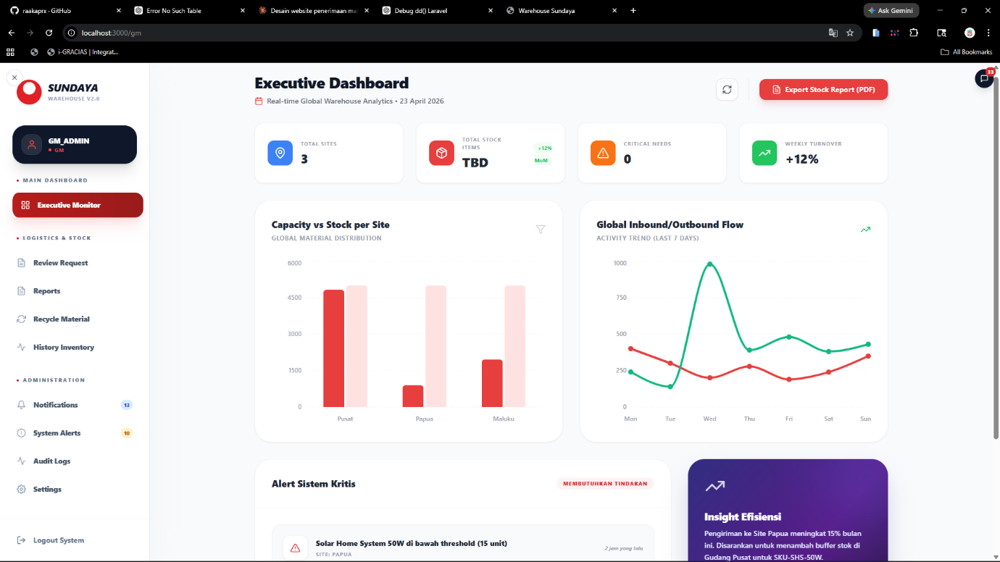 raakaprx · GitHub
Error No Such Table
Desain website penerimaan ma
Debug dd() Laravel
Warehouse Sundaya
Ask Gemini
localhost:3000/gm
i-GRACIAS | Integrat...
All Bookmarks
SUNDAYA
WAREHOUSE V2.0
GM_ADMIN
GM
MAIN DASHBOARD
Executive Monitor
LOGISTICS & STOCK
Review Request
Reports
Recycle Material
History Inventory
ADMINISTRATION
Notifications 13
System Alerts 10
Audit Logs
Settings
Logout System
Executive Dashboard
Real-time Global Warehouse Analytics • 23 April 2026
Export Stock Report (PDF)
33
TOTAL SITES
3
TOTAL STOCK
ITEMS
TBD
+12%
MoM
CRITICAL NEEDS
0
WEEKLY TURNOVER
+12%
Capacity vs Stock per Site
GLOBAL MATERIAL DISTRIBUTION
6000
4500
3000
1500
0
Pusat Papua Maluku
Global Inbound/Outbound Flow
ACTIVITY TREND (LAST 7 DAYS)
1000
750
500
250
0
Mon Tue Wed Thu Fri Sat Sun
Alert Sistem Kritis
MEMBUTUHKAN TINDAKAN
Solar Home System 50W di bawah threshold (15 unit)
SITE: PAPUA
2 jam yang lalu
Insight Efisiensi
Pengiriman ke Site Papua meningkat 15% bulan
ini. Disarankan untuk menambah buffer stok di
Gudang Pusat untuk SKU-SHS-50W.